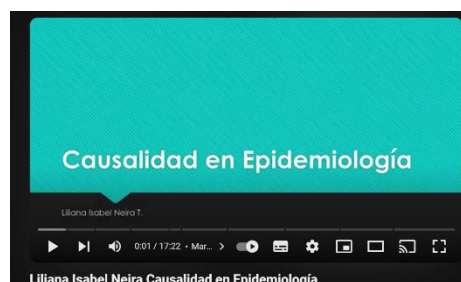 Causalidad en Epidemiología
Liliana Isabel Neira T.
0:01 / 17:22 • Mar... >
Liliana Isabel Neira Causalidad en Epidemiología